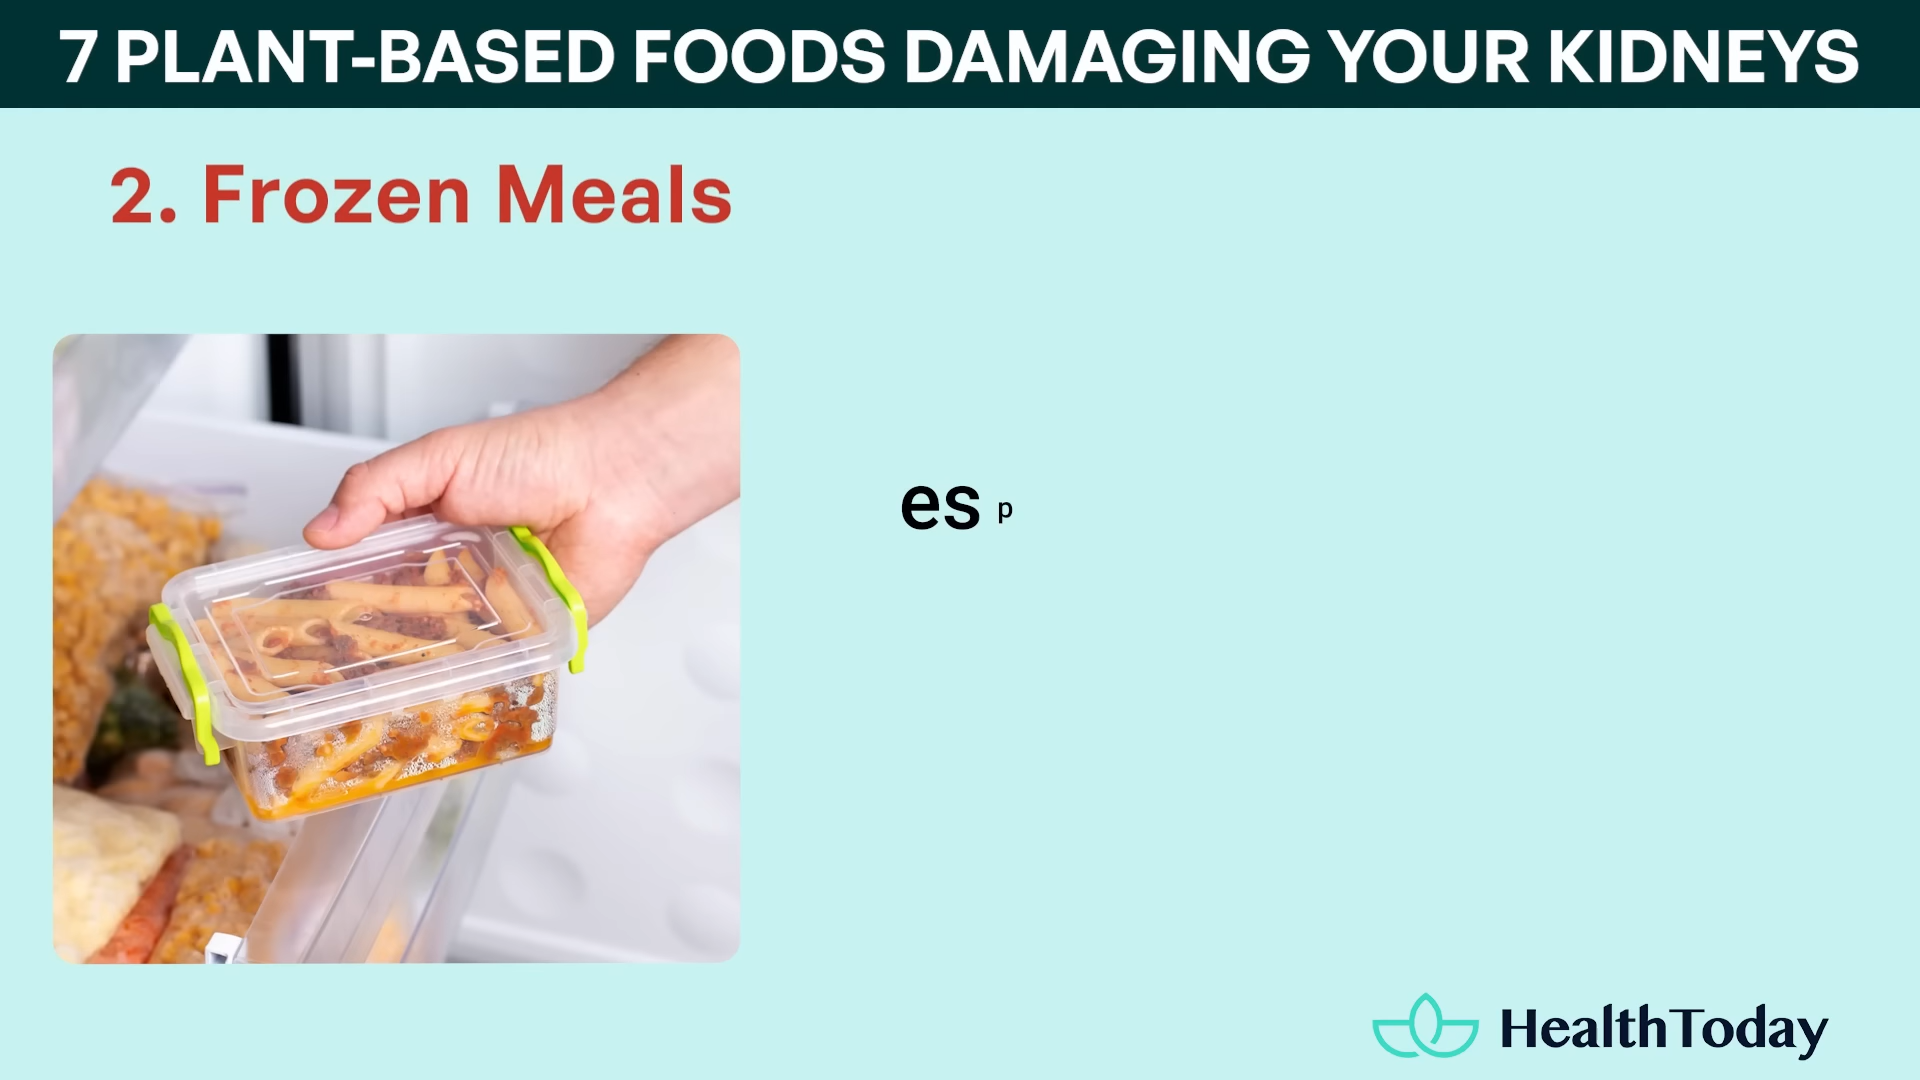 7 PLANT-BASED FOODS DAMAGING YOUR KIDNEYS
2. Frozen Meals
es p
HealthToday